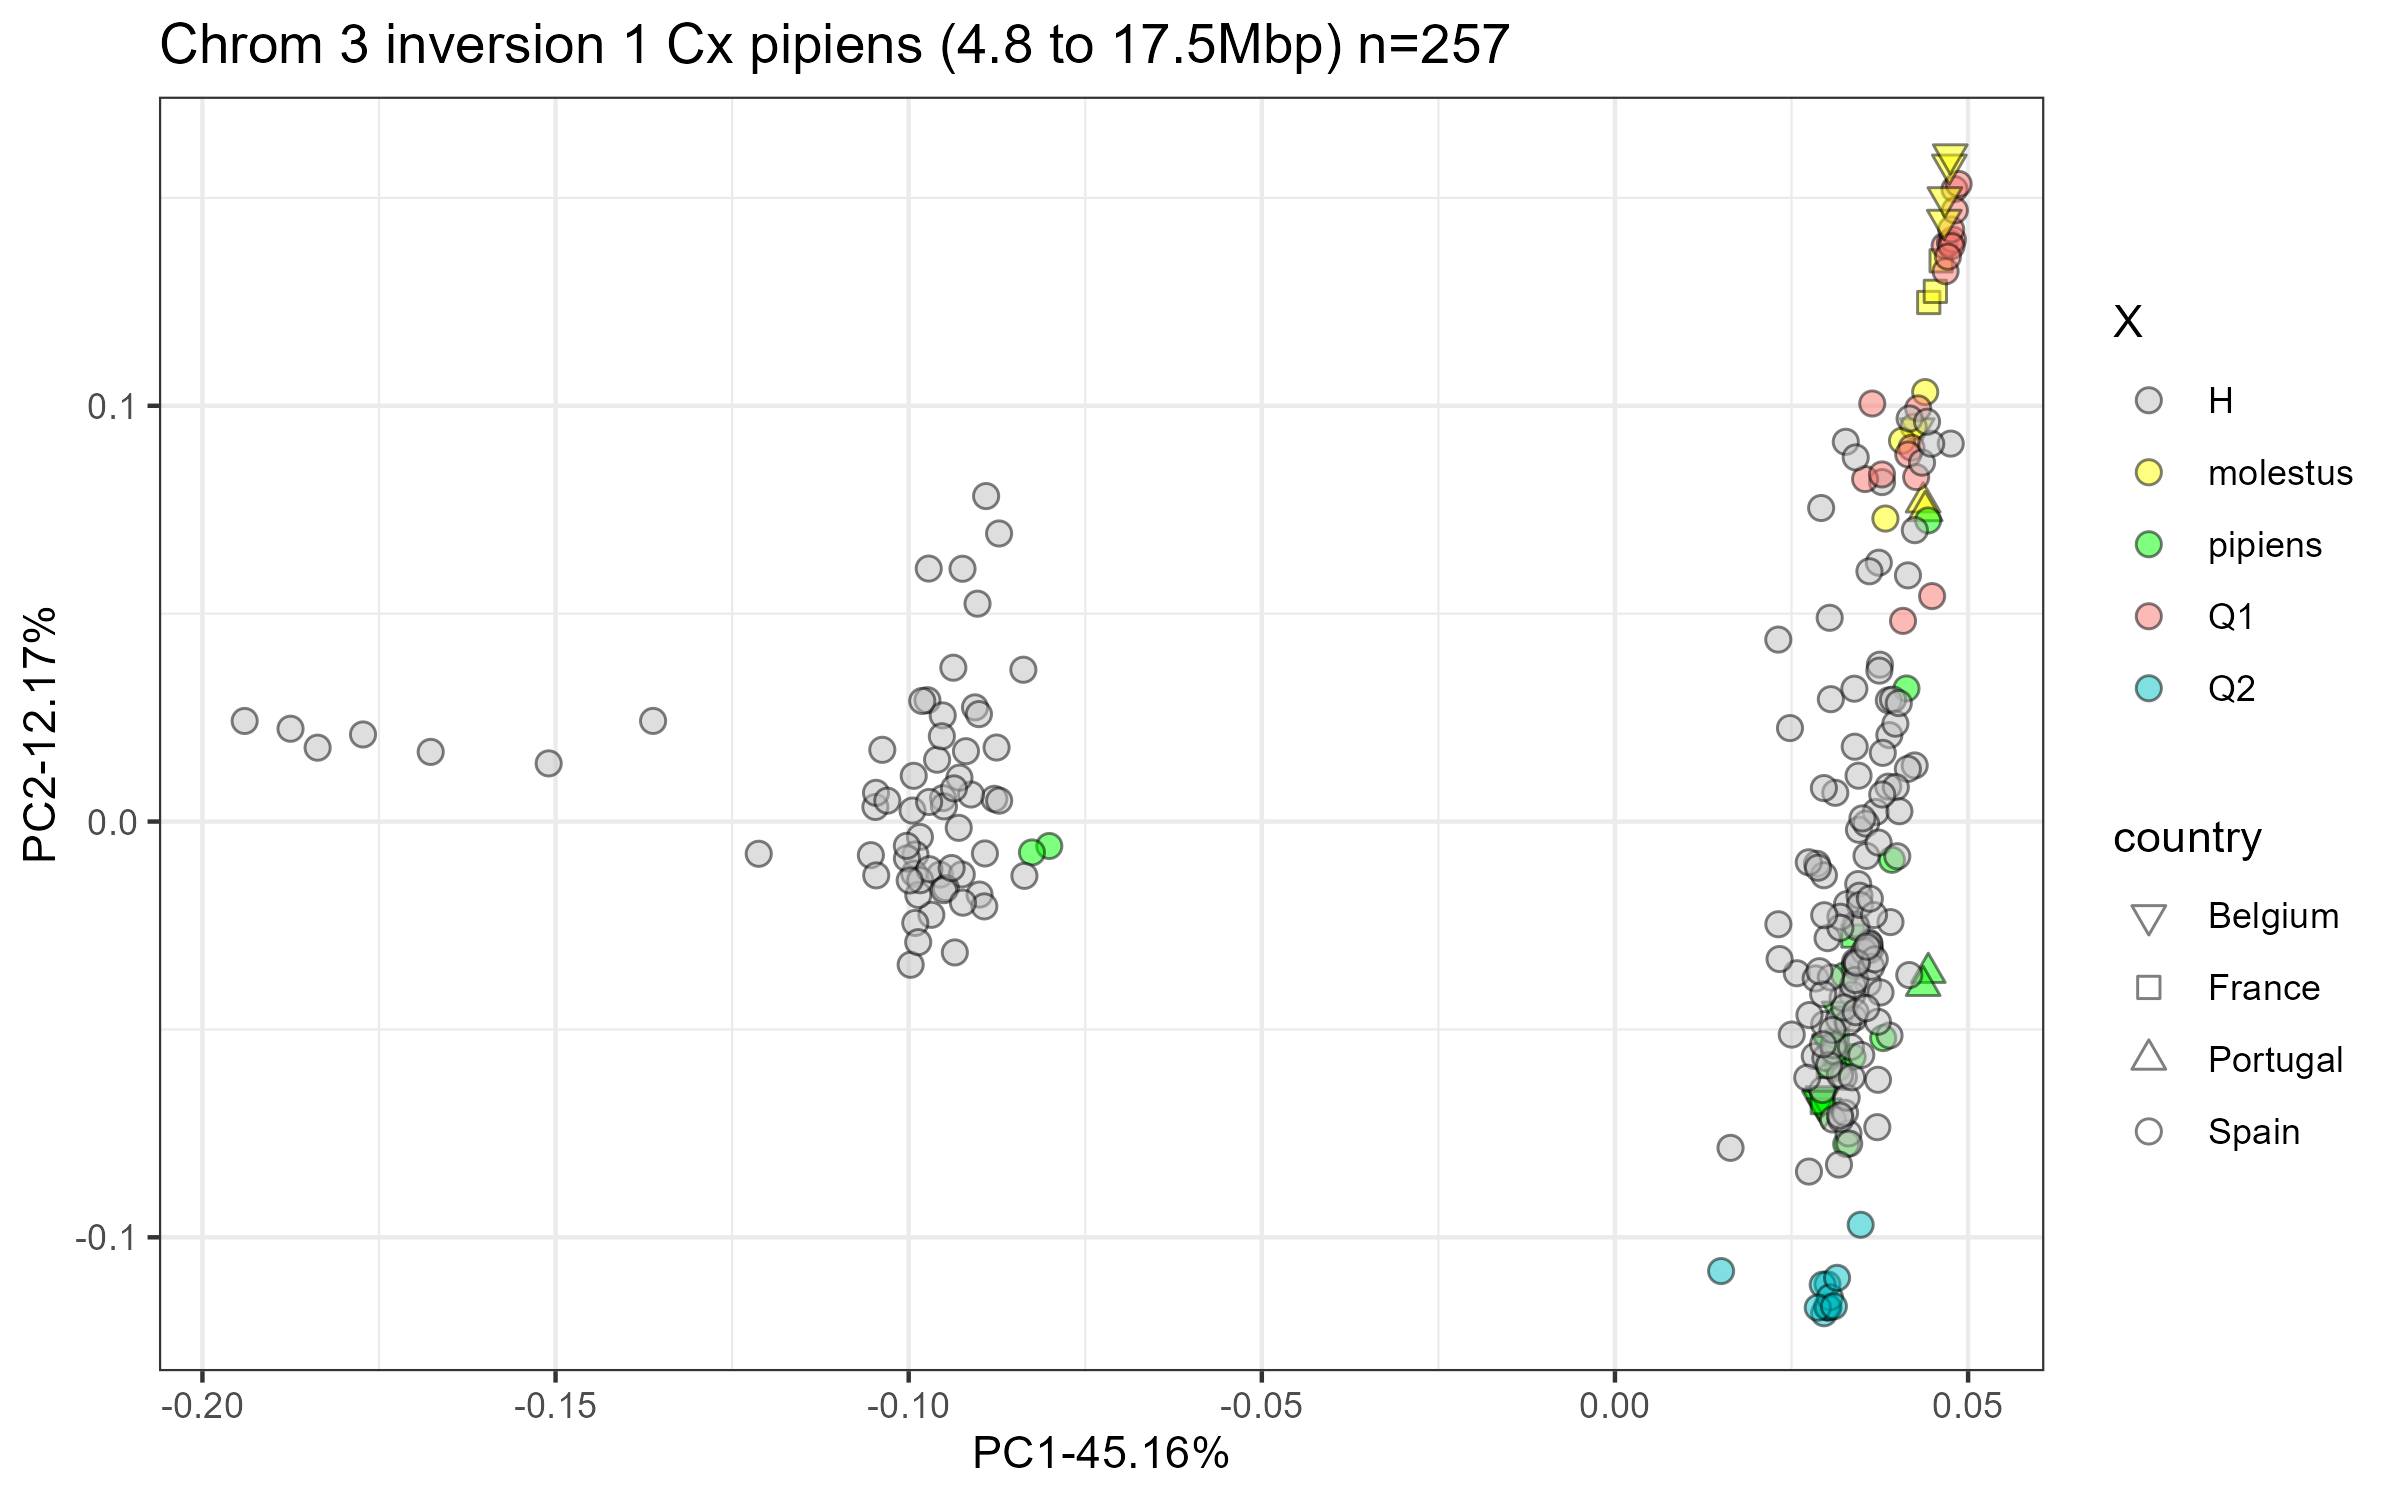 Chrom 3 inversion 1 Cx pipiens (4.8 to 17.5Mbp) n=257
PC2-12.17%
0.1
0.0
-0.1
-0.20 -0.15 -0.10 -0.05 0.00 0.05
PC1-45.16%
X
H
molestus
pipiens
Q1
Q2
country
Belgium
France
Portugal
Spain